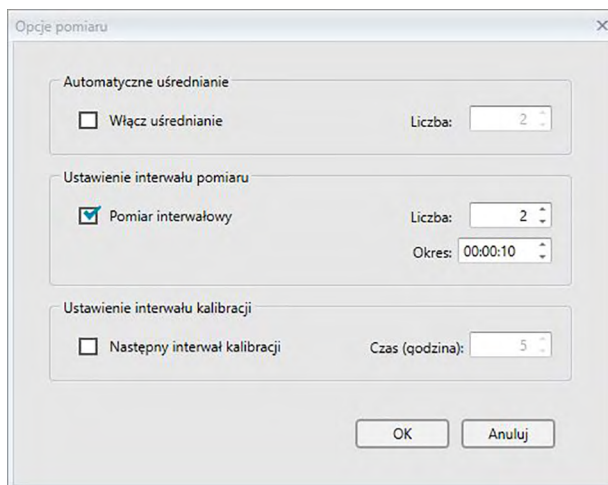 Opcje pomiaru
Automatyczne uśrednianie
Włącz uśrednianie Liczba: 2
Ustawienie interwału pomiaru
Pomiar interwałowy Liczba: 2
Okres: 00:00:10
Ustawienie interwału kalibracji
Następny interwał kalibracji Czas (godzina): 5
OK Anuluj